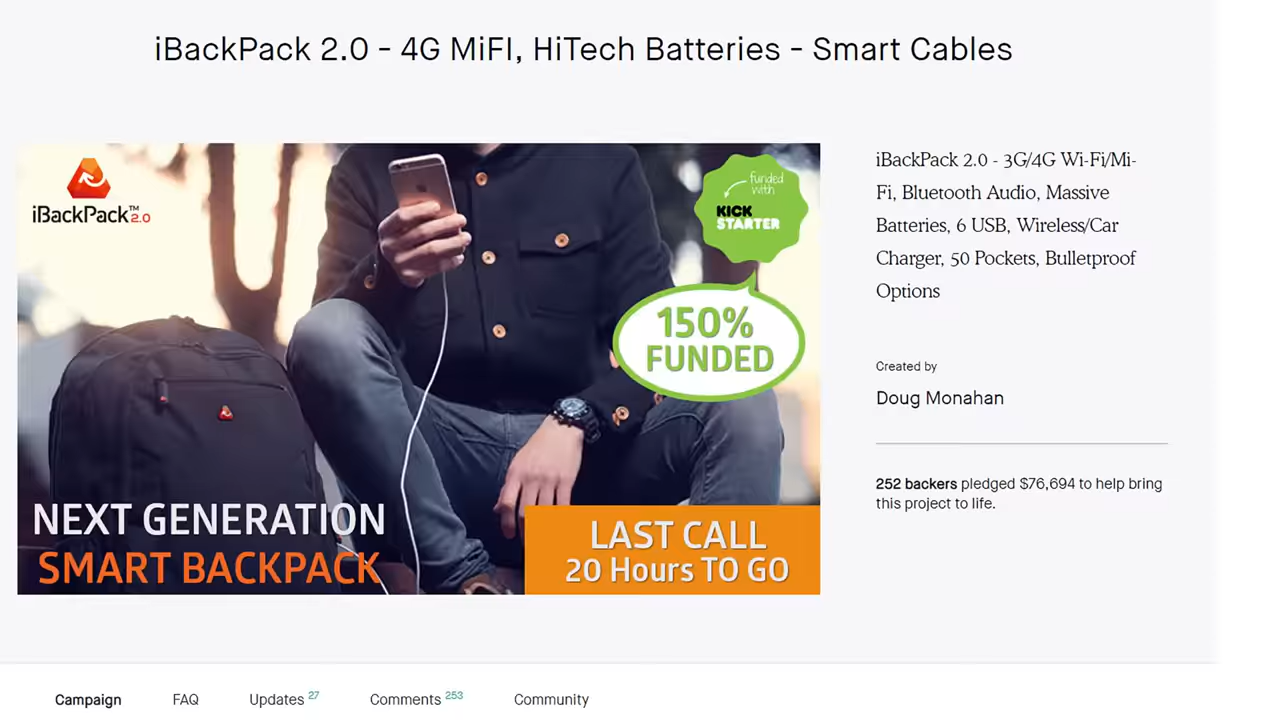 iBackPack 2.0 - 4G MiFI, HiTech Batteries - Smart Cables
iBackPack™ 2.0
funded
with
KICK
STARTER
150%
FUNDED
NEXT GENERATION
SMART BACKPACK
LAST CALL
20 Hours TO GO
iBackPack 2.0 - 3G/4G Wi-Fi/Mi-
Fi, Bluetooth Audio, Massive
Batteries, 6 USB, Wireless/Car
Charger, 50 Pockets, Bulletproof
Options
Created by
Doug Monahan
252 backers pledged $76,694 to help bring
this project to life.
Campaign FAQ Updates 27 Comments 253 Community